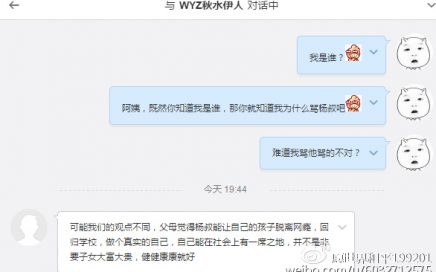 与 WYZ秋水伊人 对话中
我是谁？
阿姨，既然你知道我是谁，那你就知道我为什么骂杨叔吧
难道我骂他骂的不对？
今天 19:44
可能我们的观点不同，父母觉得杨叔能让自己的孩子脱离网瘾，回
归学校，做个真实的自己，自己能在社会上有一席之地，并不是非
要子女大富大贵，健健康康就好